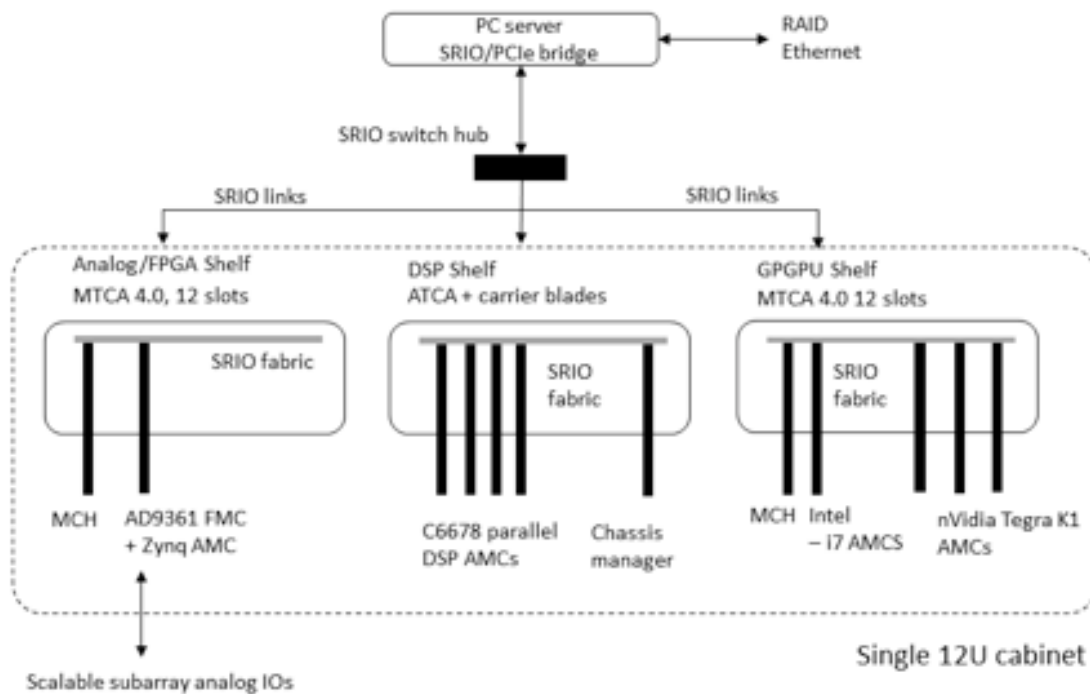 PC server
SRIO/PCIe bridge
RAID
Ethernet
SRIO switch hub
SRIO links
SRIO links
Analog/FPGA Shelf
MTCA 4.0, 12 slots
DSP Shelf
ATCA + carrier blades
GPGPU Shelf
MTCA 4.0 12 slots
SRIO fabric
SRIO
fabric
SRIO
fabric
MCH
AD9361 FMC
+ Zynq AMC
C6678 parallel
DSP AMCs
Chassis
manager
MCH
Intel
– i7 AMCS
nVidia Tegra K1
AMCs
Single 12U cabinet
Scalable subarray analog IOs